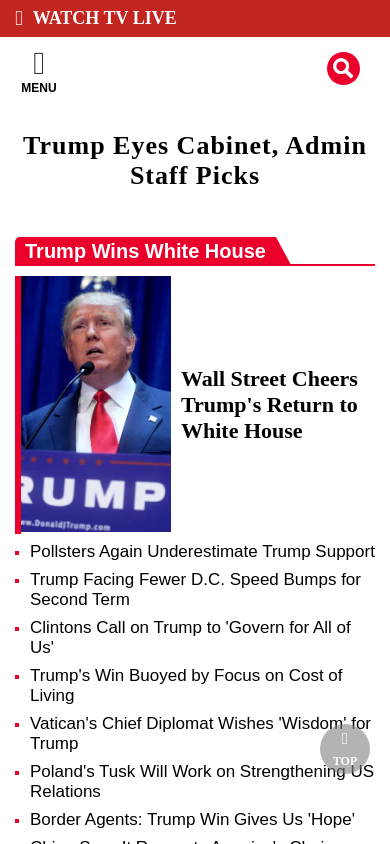 WATCH TV LIVE
MENU
Trump Eyes Cabinet, Admin
Staff Picks
Trump Wins White House
Wall Street Cheers
Trump's Return to
White House
RUMP
www.DonaldJTrump.com
Pollsters Again Underestimate Trump Support
Trump Facing Fewer D.C. Speed Bumps for
Second Term
Clintons Call on Trump to 'Govern for All of
Us'
Trump's Win Buoyed by Focus on Cost of
Living
Vatican's Chief Diplomat Wishes 'Wisdom' for
Trump
Poland's Tusk Will Work on Strengthening US
Relations
TOP
Border Agents: Trump Win Gives Us 'Hope'